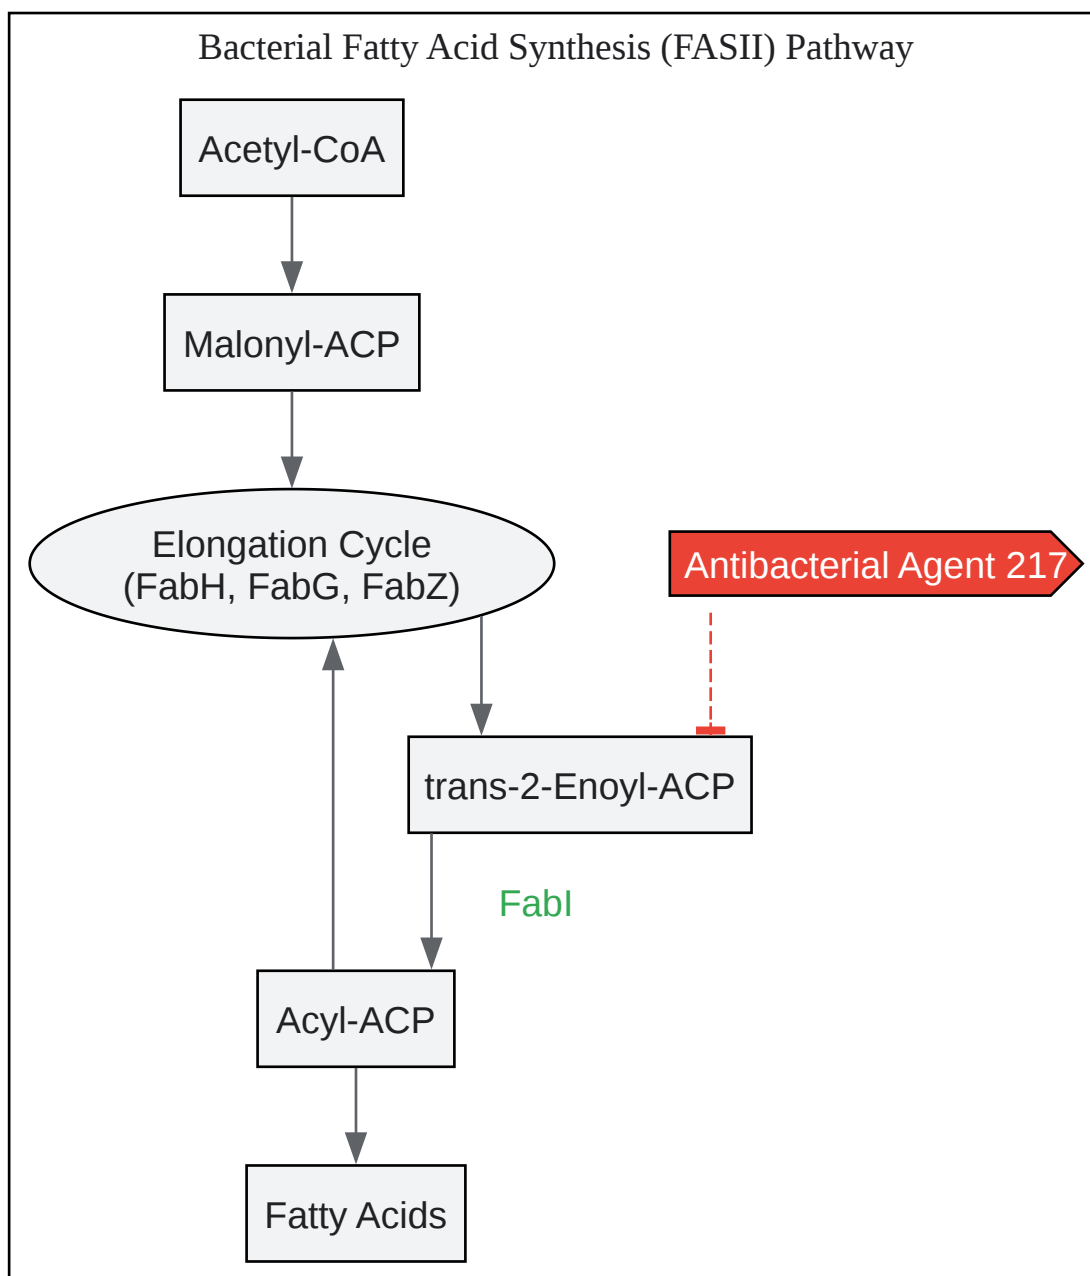 Bacterial Fatty Acid Synthesis (FASII) Pathway
Acetyl-CoA
Malonyl-ACP
Elongation Cycle
(FabH, FabG, FabZ)
Antibacterial Agent 217
trans-2-Enoyl-ACP
FabI
Acyl-ACP
Fatty Acids